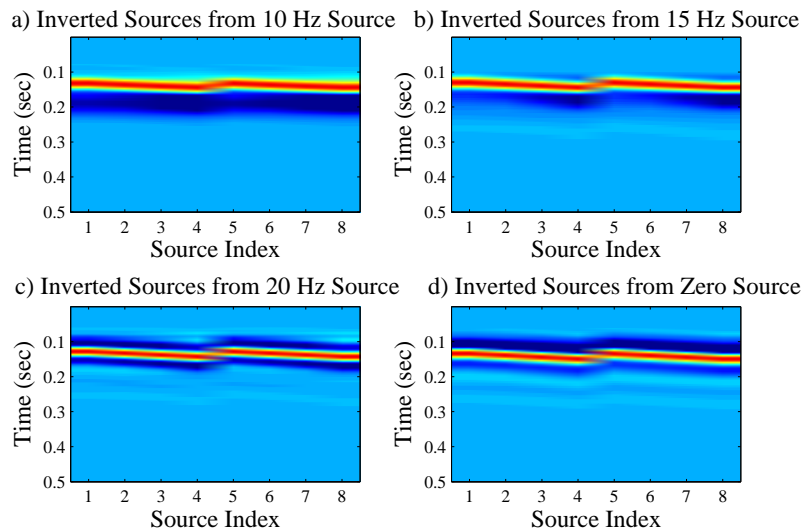 a) Inverted Sources from 10 Hz Source
Time (sec)
0.1
0.2
0.3
0.4
0.5
1 2 3 4 5 6 7 8
Source Index
b) Inverted Sources from 15 Hz Source
Time (sec)
0.1
0.2
0.3
0.4
0.5
1 2 3 4 5 6 7 8
Source Index
c) Inverted Sources from 20 Hz Source
Time (sec)
0.1
0.2
0.3
0.4
0.5
1 2 3 4 5 6 7 8
Source Index
d) Inverted Sources from Zero Source
Time (sec)
0.1
0.2
0.3
0.4
0.5
1 2 3 4 5 6 7 8
Source Index